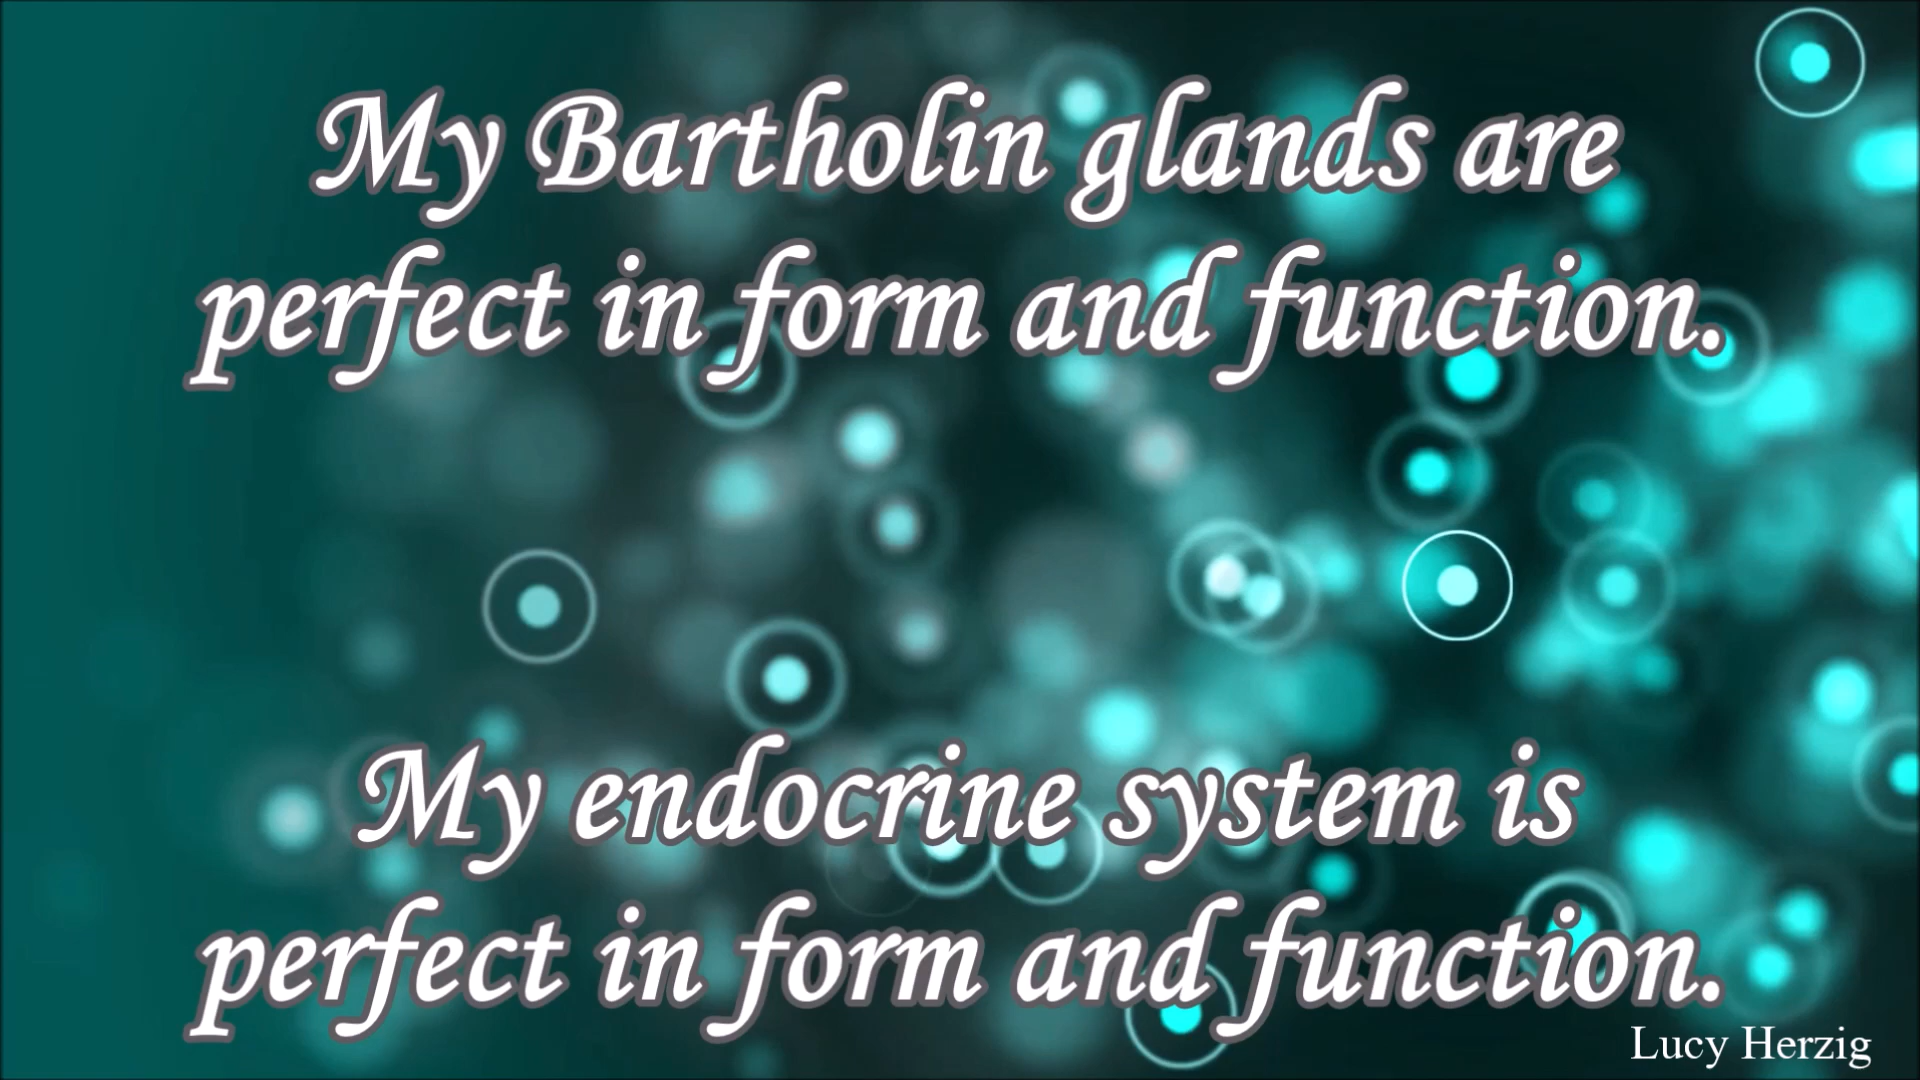 My Bartholin glands are
perfect in form and function.
My endocrine system is
perfect in form and function.
Lucy Herzig